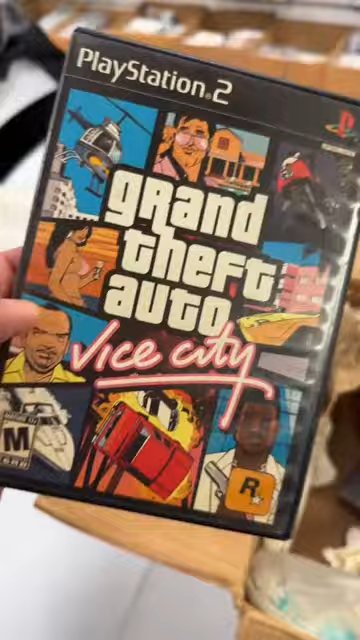 PlayStation®2
grand
theft
auto
vice city
M
R★